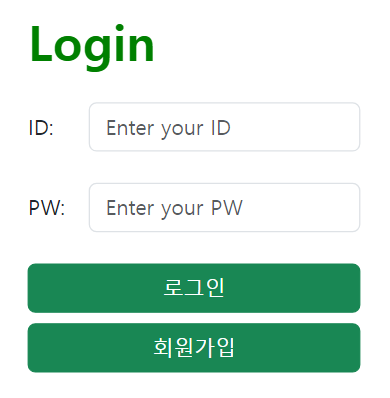 Login
ID: Enter your ID
PW: Enter your PW
로그인
회원가입